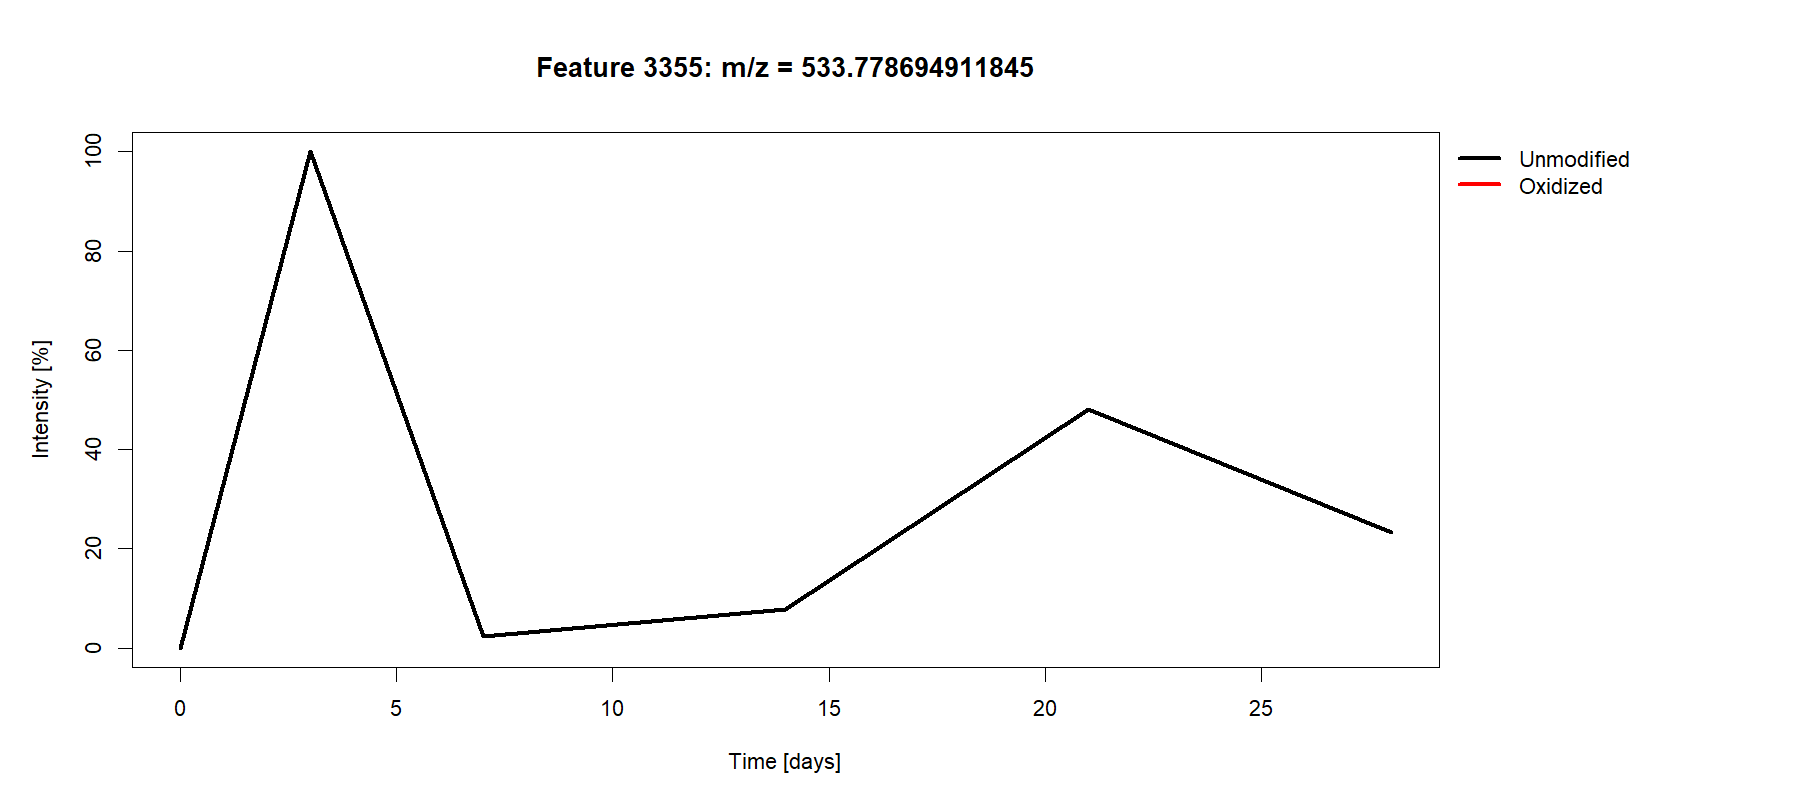 Feature 3355: m/z = 533.778694911845
Unmodified
Oxidized
Intensity [%]
100
80
60
40
20
0
0 5 10 15 20 25
Time [days]